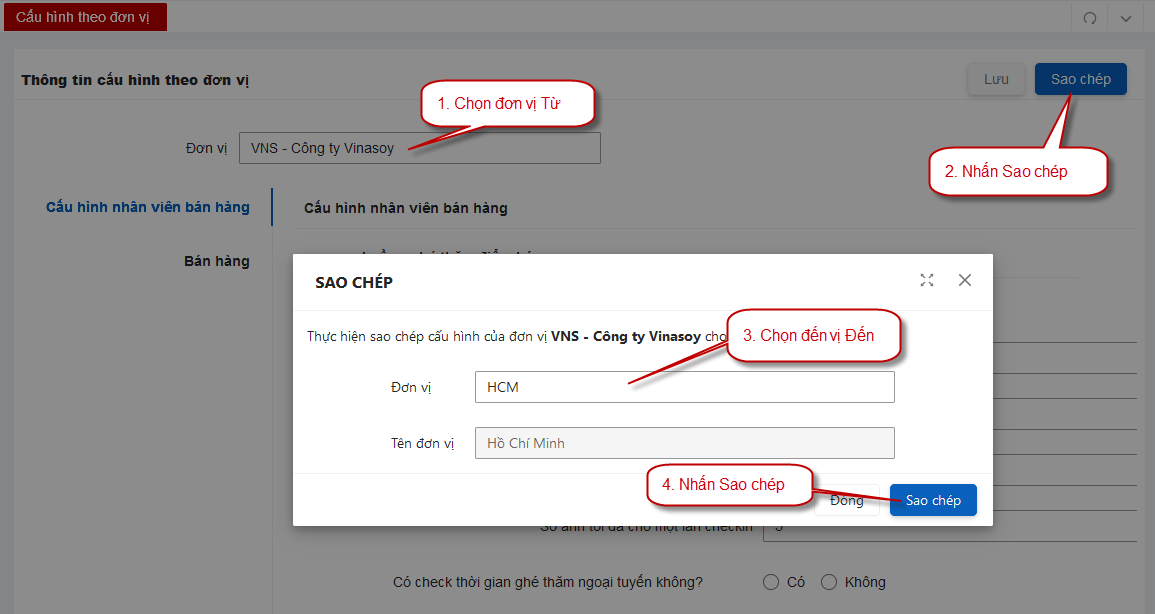 Cấu hình theo đơn vị
Thông tin cấu hình theo đơn vị
Lưu
Sao chép
1. Chọn đơn vị Từ
Đơn vị
VNS - Công ty Vinasoy
2. Nhấn Sao chép
Cấu hình nhân viên bán hàng
Cấu hình nhân viên bán hàng
Bán hàng
SAO CHÉP
Thực hiện sao chép cấu hình của đơn vị VNS - Công ty Vinasoy cho
3. Chọn đến vị Đến
Đơn vị
HCM
Tên đơn vị
Hồ Chí Minh
4. Nhấn Sao chép
Đóng
Sao chép
Số ảnh tối đa cho một lần checkin
Có check thời gian ghé thăm ngoại tuyến không?
Có
Không